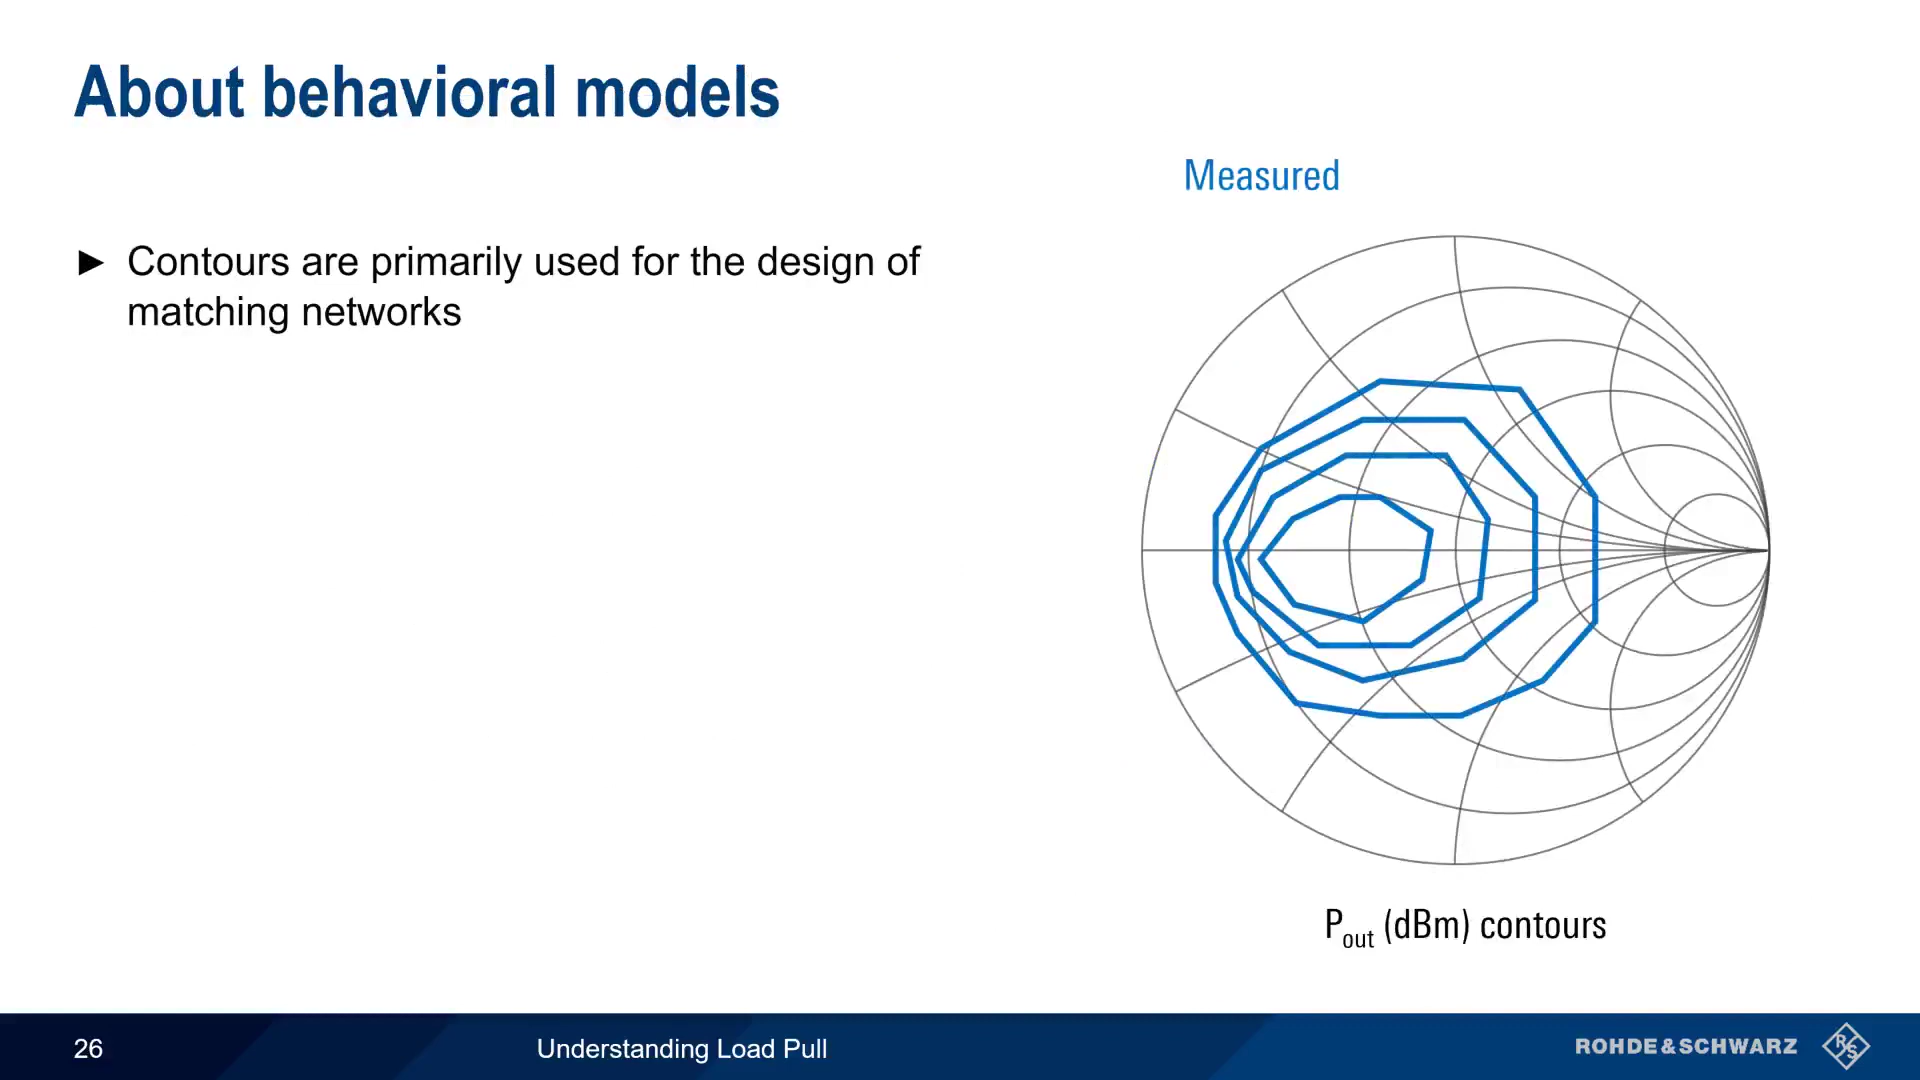 About behavioral models
Measured
► Contours are primarily used for the design of
matching networks
Pout (dBm) contours
26
Understanding Load Pull
ROHDE&SCHWARZ
R&S